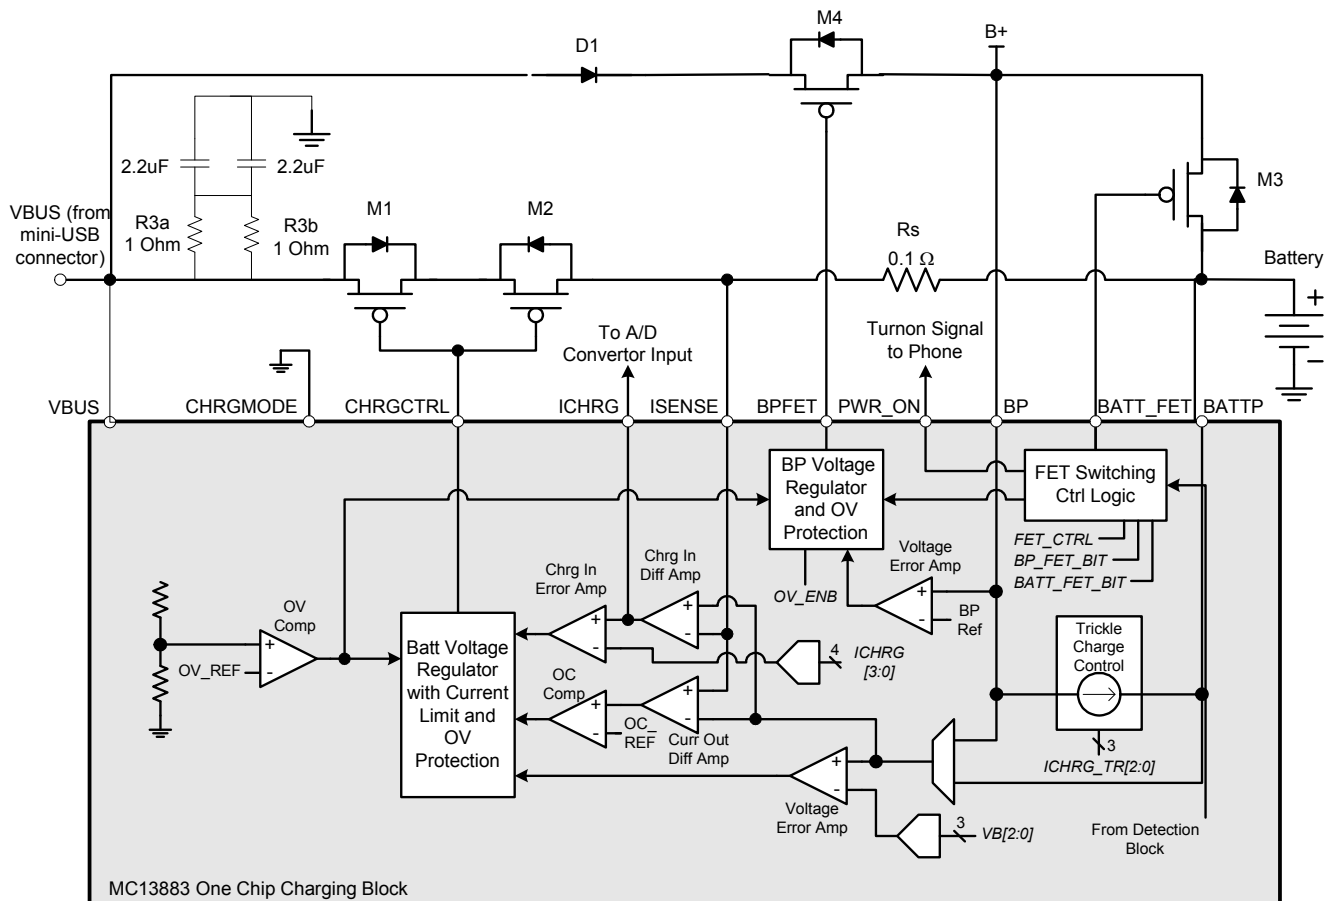 M4
B+
D1
2.2uF
2.2uF
M3
VBUS (from
mini-USB
connector)
R3a
1 Ohm
R3b
1 Ohm
M1
M2
Rs
0.1 Ω
Battery
+
−
To A/D
Convertor Input
Turnon Signal
to Phone
VBUS
CHRGMODE
CHRGCTRL
ICHRG
ISENSE
BPFET
PWR_ON
BP
BATT_FET
BATTP
BP Voltage
Regulator
and OV
Protection
FET Switching
Ctrl Logic
FET_CTRL
BP_FET_BIT
BATT_FET_BIT
OV_ENB
Voltage
Error Amp
+
-
BP
Ref
Chrg In
Error Amp
+
-
Chrg In
Diff Amp
+
-
4
ICHRG
[3:0]
OV
Comp
+
-
OV_REF
Batt Voltage
Regulator
with Current
Limit and
OV
Protection
OC
Comp
+
-
OC_
REF
+
-
Curr Out
Diff Amp
Trickle
Charge
Control
3
ICHRG_TR[2:0]
+
-
Voltage
Error Amp
3
VB[2:0]
From Detection
Block
MC13883 One Chip Charging Block